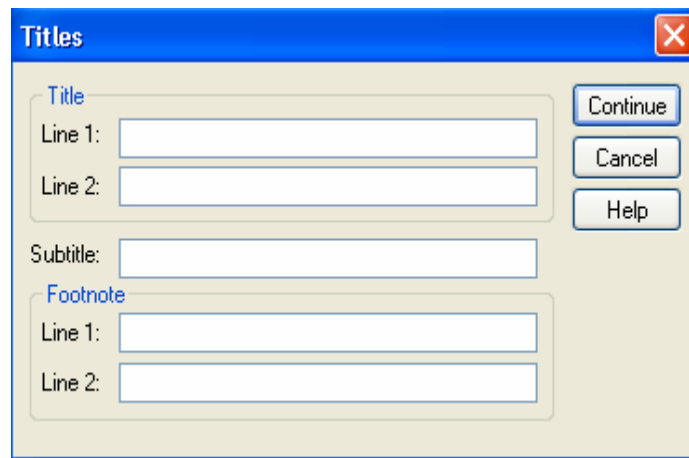 Titles
Title
Line 1:
Line 2:
Subtitle:
Footnote
Line 1:
Line 2:
Continue
Cancel
Help